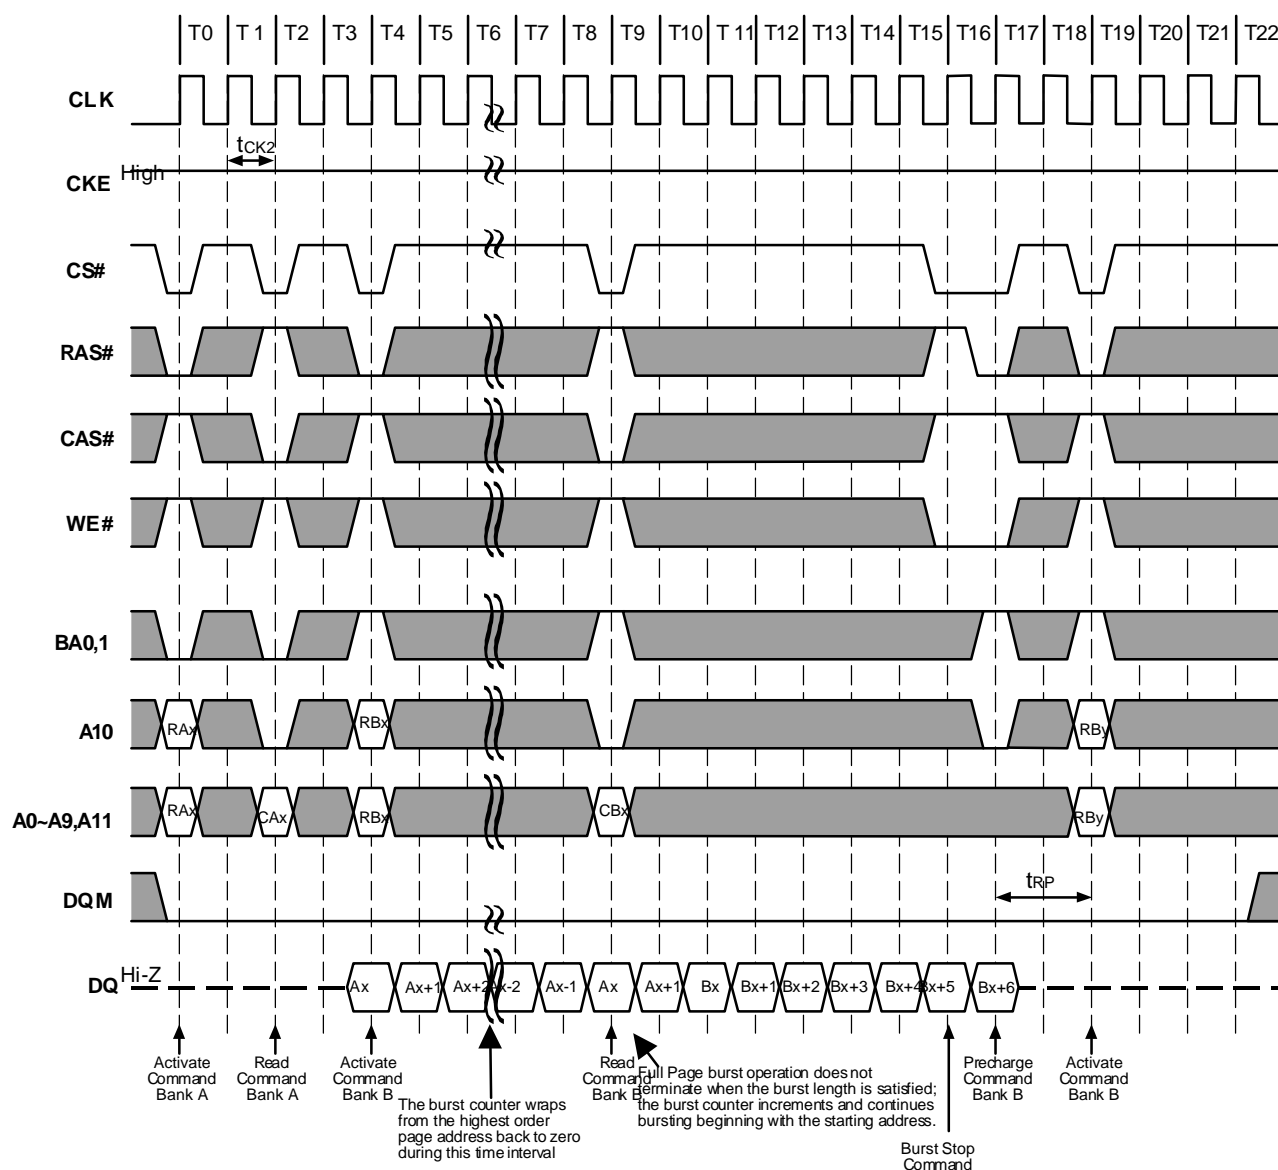 T0 T 1 T2 T3 T4 T5 T6 T7 T8 T9 T10 T 11 T12 T13 T14 T15 T16 T17 T18 T19 T20 T21 T22
CLK
tCK2
High
CKE
CS#
RAS#
CAS#
WE#
BA0,1
A10 RAx RBx RBy
A0~A9,A11 RAx CAx RBx CBx RBy
DQM
tRP
Hi-Z
DQ Ax Ax+1 Ax+2 Ax-2 Ax-1 Ax Ax+1 Bx Bx+1 Bx+2 Bx+3 Bx+4 Bx+5 Bx+6
Activate
Command
Bank A
Read
Command
Bank A
Activate
Command
Bank B
The burst counter wraps
from the highest order
page address back to zero
during this time interval
Read
Command
Bank B
Full Page burst operation does not
terminate when the burst length is satisfied;
the burst counter increments and continues
bursting beginning with the starting address.
Burst Stop
Command
Precharge
Command
Bank B
Activate
Command
Bank B